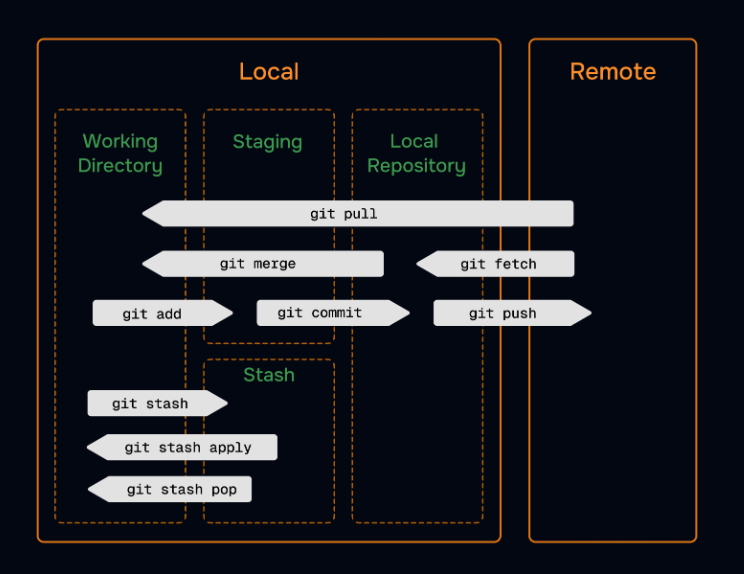 Local
Remote
Working
Directory
Staging
Local
Repository
git pull
git merge
git fetch
git add
git commit
git push
Stash
git stash
git stash apply
git stash pop